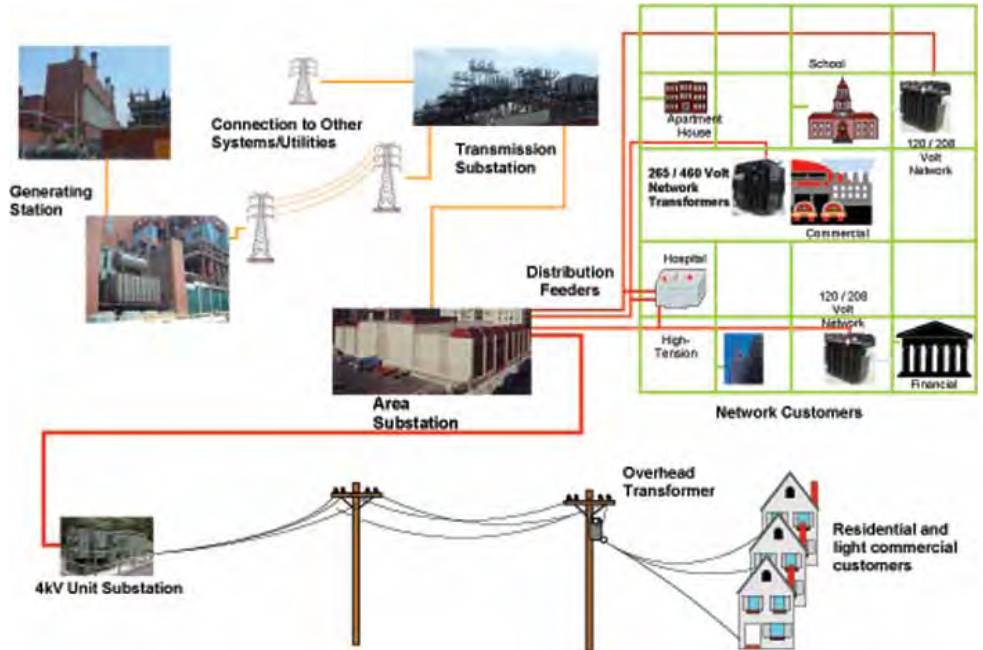 Generating
Station
Connection to Other
Systems/Utilities
Transmission
Substation
School
Apartment
House
120 / 208
Volt
Network
265 / 460 Volt
Network
Transformers
Commercial
Distribution
Feeders
Hospital
120 / 208
Volt
Network
High-
Tension
Financial
Area
Substation
Network Customers
Overhead
Transformer
Residential and
light commercial
customers
4kV Unit Substation